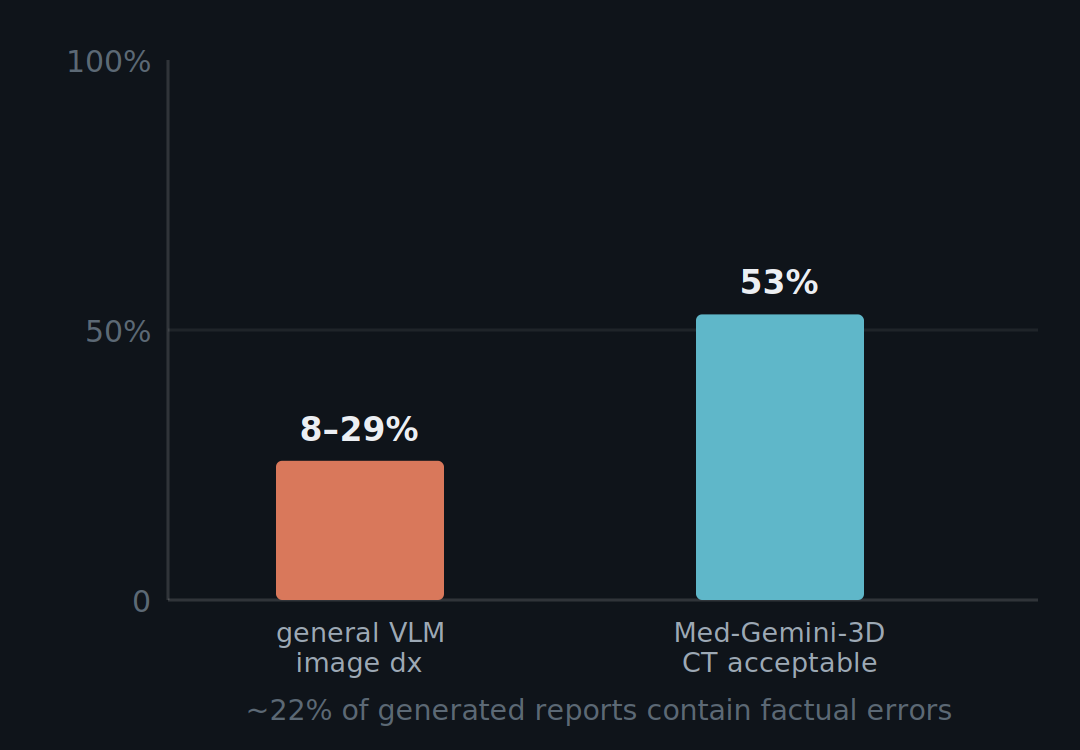 100%
53%
50%
8–29%
0
general VLM
image dx
Med-Gemini-3D
CT acceptable
~22% of generated reports contain factual errors